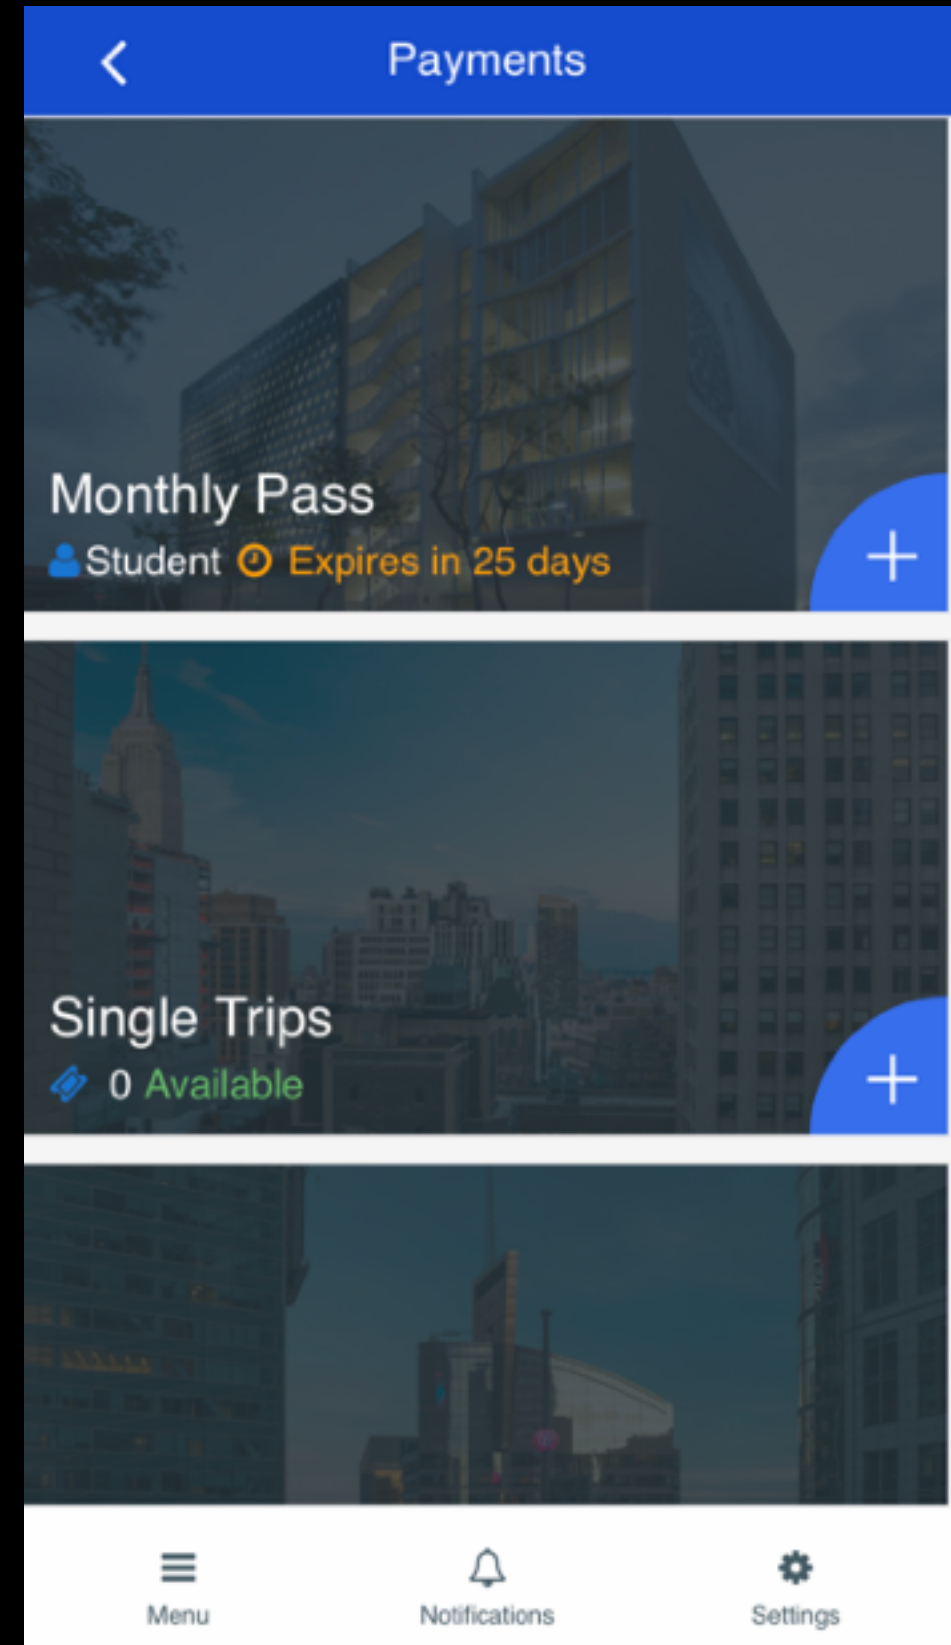 Payments
Monthly Pass
Student Expires in 25 days
Single Trips
0 Available
Menu
Notifications
Settings